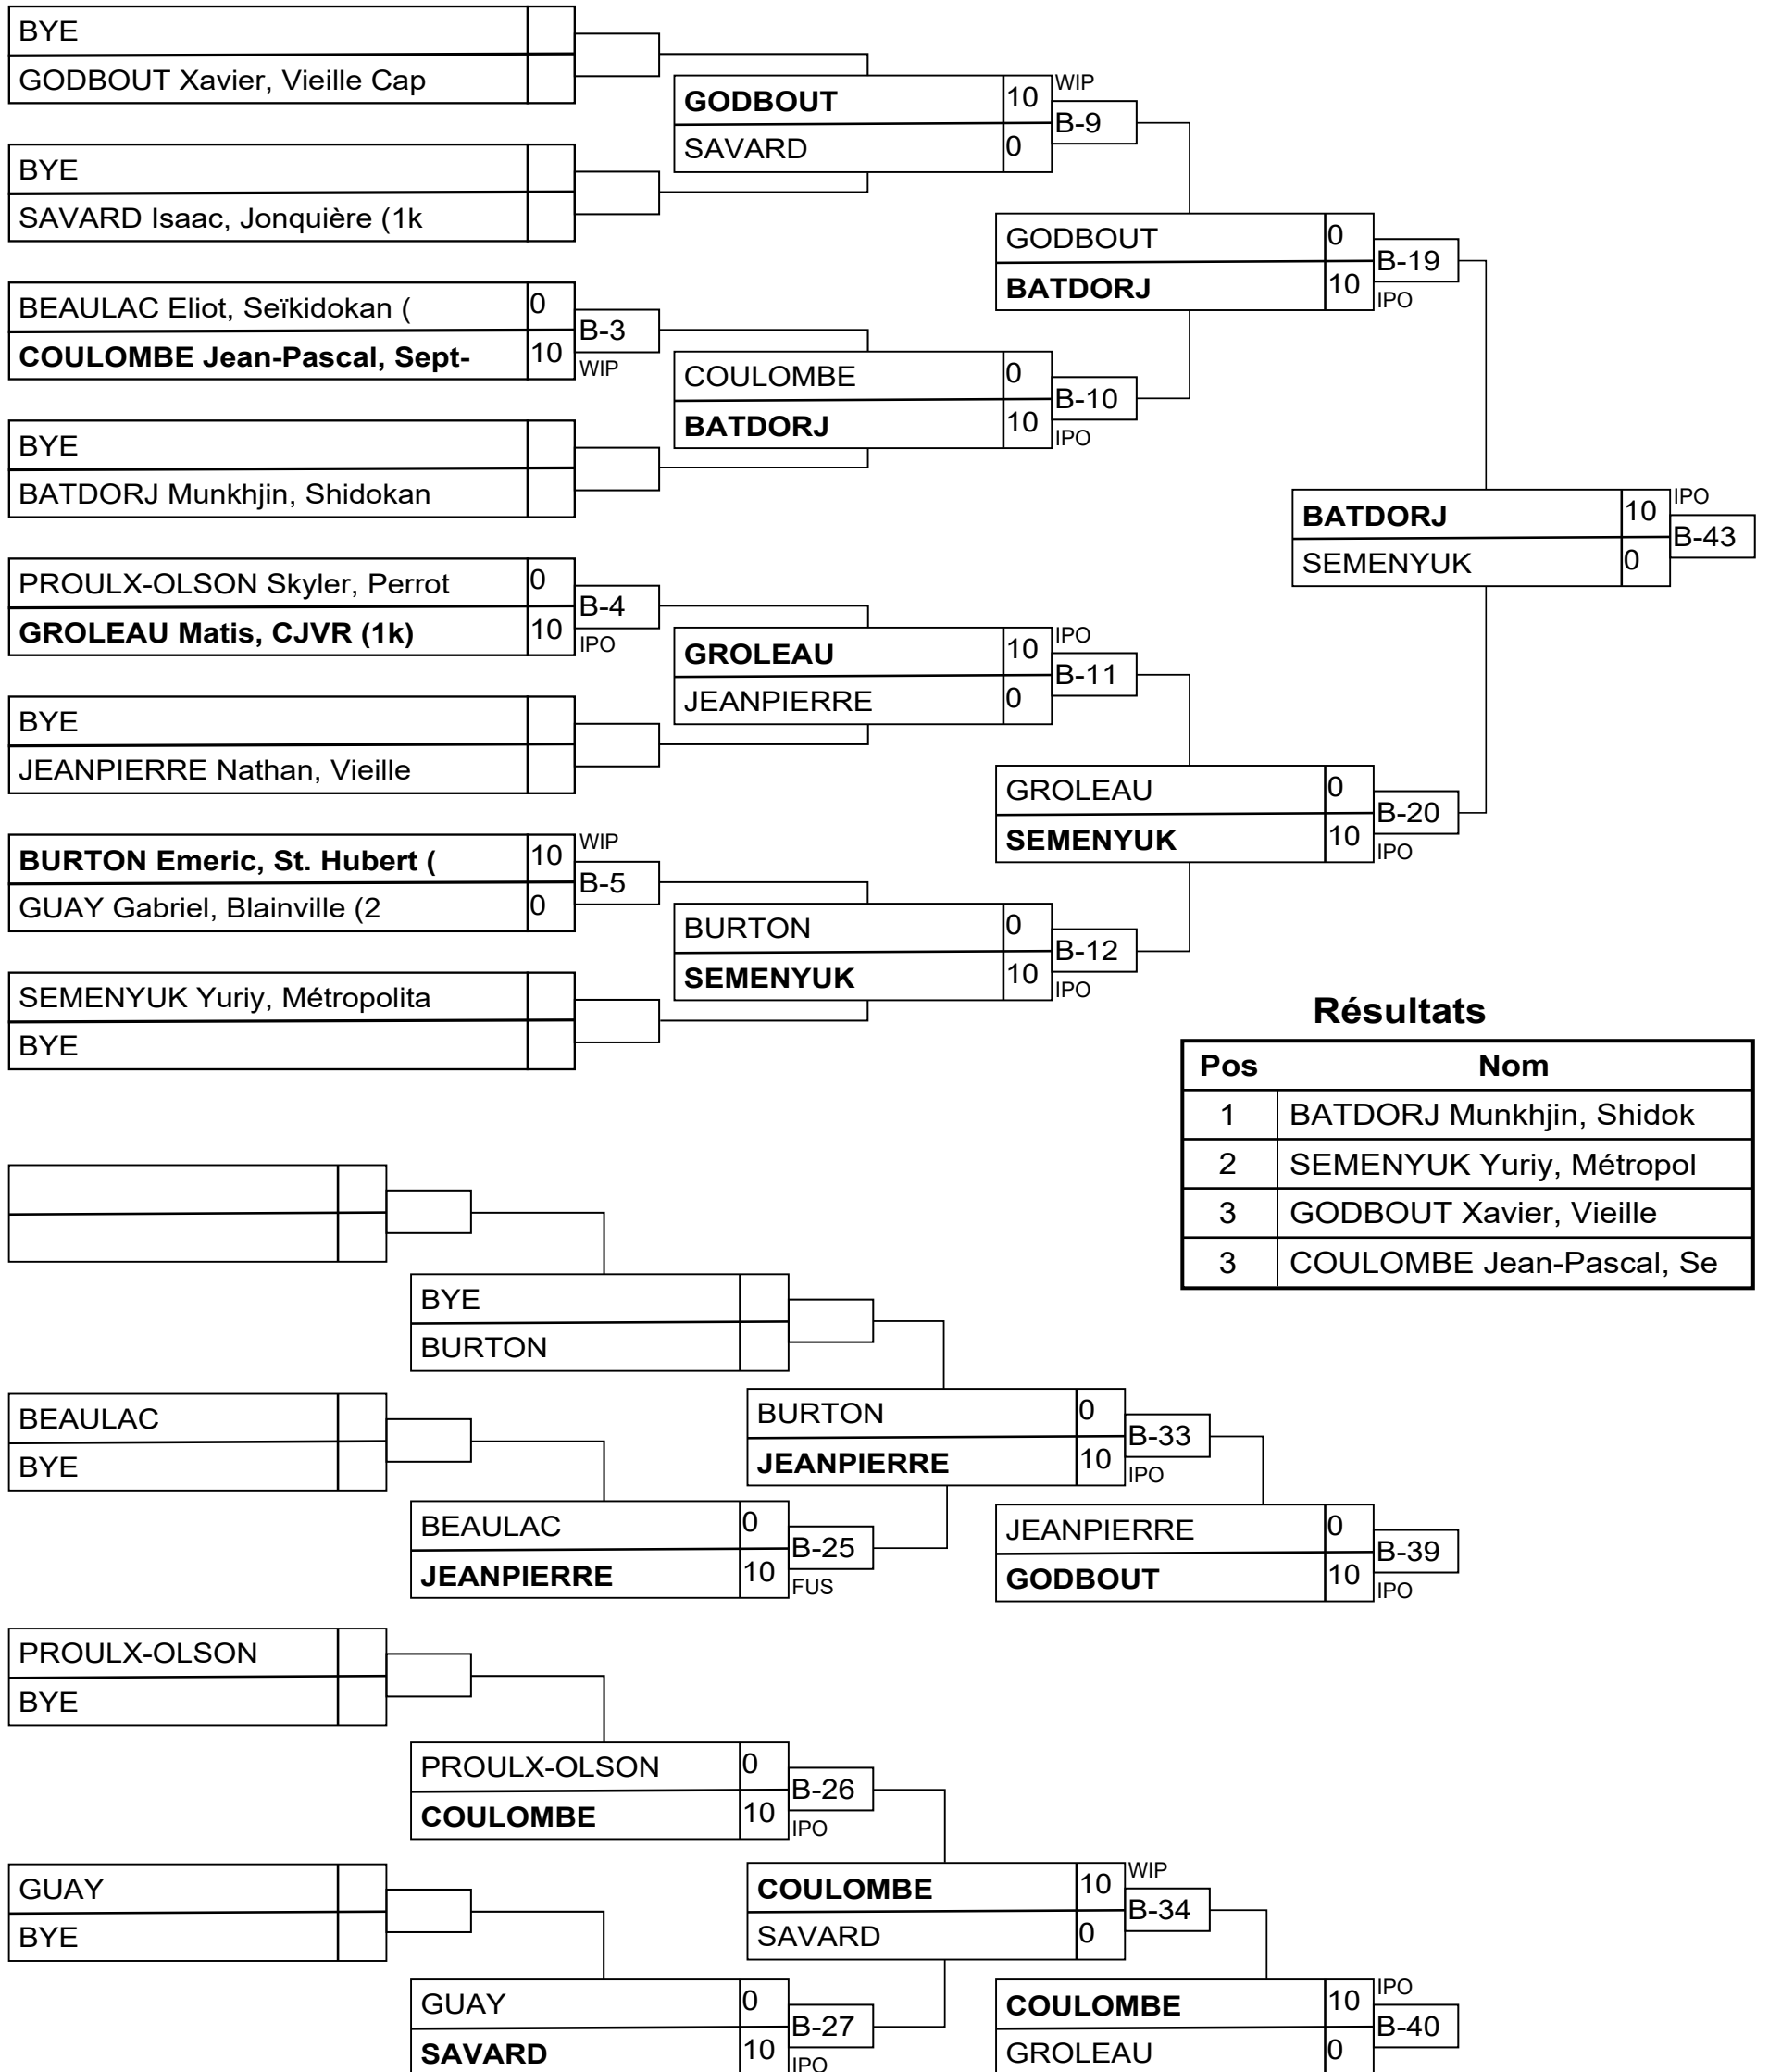 BYE
GODBOUT Xavier, Vieille Cap
BYE
SAVARD Isaac, Jonquière (1k
BEAULAC Eliot, Seïkidokan ( 0
COULOMBE Jean-Pascal, Sept- 10
B-3
WIP
BYE
BATDORJ Munkhjin, Shidokan
PROULX-OLSON Skyler, Perrot 0
GROLEAU Matis, CJVR (1k) 10
B-4
IPO
BYE
JEANPIERRE Nathan, Vieille
BURTON Emeric, St. Hubert ( 10
GUAY Gabriel, Blainville (2 0
WIP
B-5
SEMENYUK Yuriy, Métropolita
BYE
GODBOUT 10
SAVARD 0
WIP
B-9
COULOMBE 0
BATDORJ 10
B-10
IPO
GROLEAU 10
JEANPIERRE 0
IPO
B-11
BURTON 0
SEMENYUK 10
B-12
IPO
GODBOUT 0
BATDORJ 10
B-19
IPO
GROLEAU 0
SEMENYUK 10
B-20
IPO
BATDORJ 10
SEMENYUK 0
IPO
B-43
Résultats
Pos Nom
1 BATDORJ Munkhjin, Shidok
2 SEMENYUK Yuriy, Métropol
3 GODBOUT Xavier, Vieille
3 COULOMBE Jean-Pascal, Se
BYE
BURTON
BEAULAC
BYE
BEAULAC 0
JEANPIERRE 10
B-25
FUS
BURTON 0
JEANPIERRE 10
B-33
IPO
JEANPIERRE 0
GODBOUT 10
B-39
IPO
PROULX-OLSON
BYE
PROULX-OLSON 0
COULOMBE 10
B-26
IPO
GUAY
BYE
GUAY 0
SAVARD 10
B-27
IPO
COULOMBE 10
SAVARD 0
WIP
B-34
COULOMBE 10
GROLEAU 0
IPO
B-40